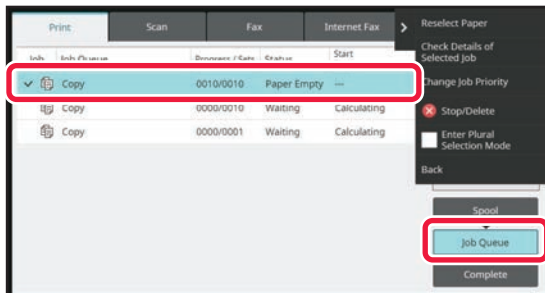 Print Scan Fax Internet Fax
Job Job Queue Progress / Sets Status Start
Copy 0010/0010 Paper Empty ---
Copy 0000/0010 Waiting Calculating
Copy 0000/0001 Waiting Calculating
Reselect Paper
Check Details of
Selected Job
Change Job Priority
Stop/Delete
Enter Plural
Selection Mode
Back
Spool
Job Queue
Complete